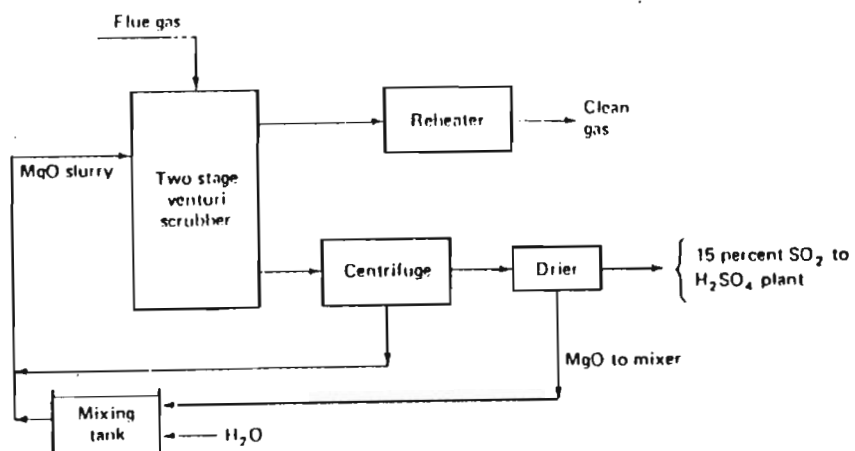 Flue gas
Reheater
Clean
gas
MgO slurry
Two stage
venturi
scrubber
Centrifuge
Drier
15 percent SO₂ to
H₂SO₄ plant
MgO to mixer
Mixing
tank
H₂O